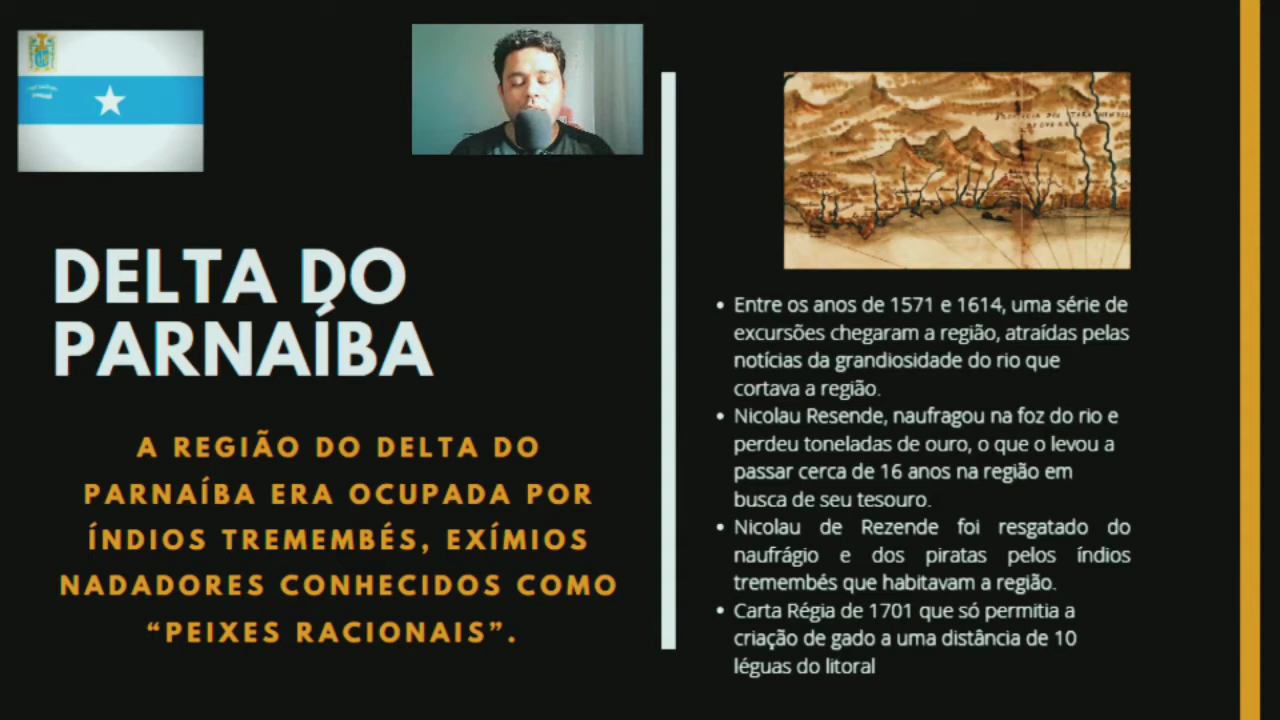 DELTA DO
PARNAÍBA
A REGIÃO DO DELTA DO
PARNAÍBA ERA OCUPADA POR
ÍNDIOS TREMEMBÉS, EXÍMIOS
NADADORES CONHECIDOS COMO
“PEIXES RACIONAIS”.
• Entre os anos de 1571 e 1614, uma série de
excursões chegaram a região, atraídas pelas
notícias da grandiosidade do rio que
cortava a região.
• Nicolau Resende, naufragou na foz do rio e
perdeu toneladas de ouro, o que o levou a
passar cerca de 16 anos na região em
busca de seu tesouro.
• Nicolau de Rezende foi resgatado do
naufrágio e dos piratas pelos índios
tremembés que habitavam a região.
• Carta Régia de 1701 que só permitia a
criação de gado a uma distância de 10
léguas do litoral